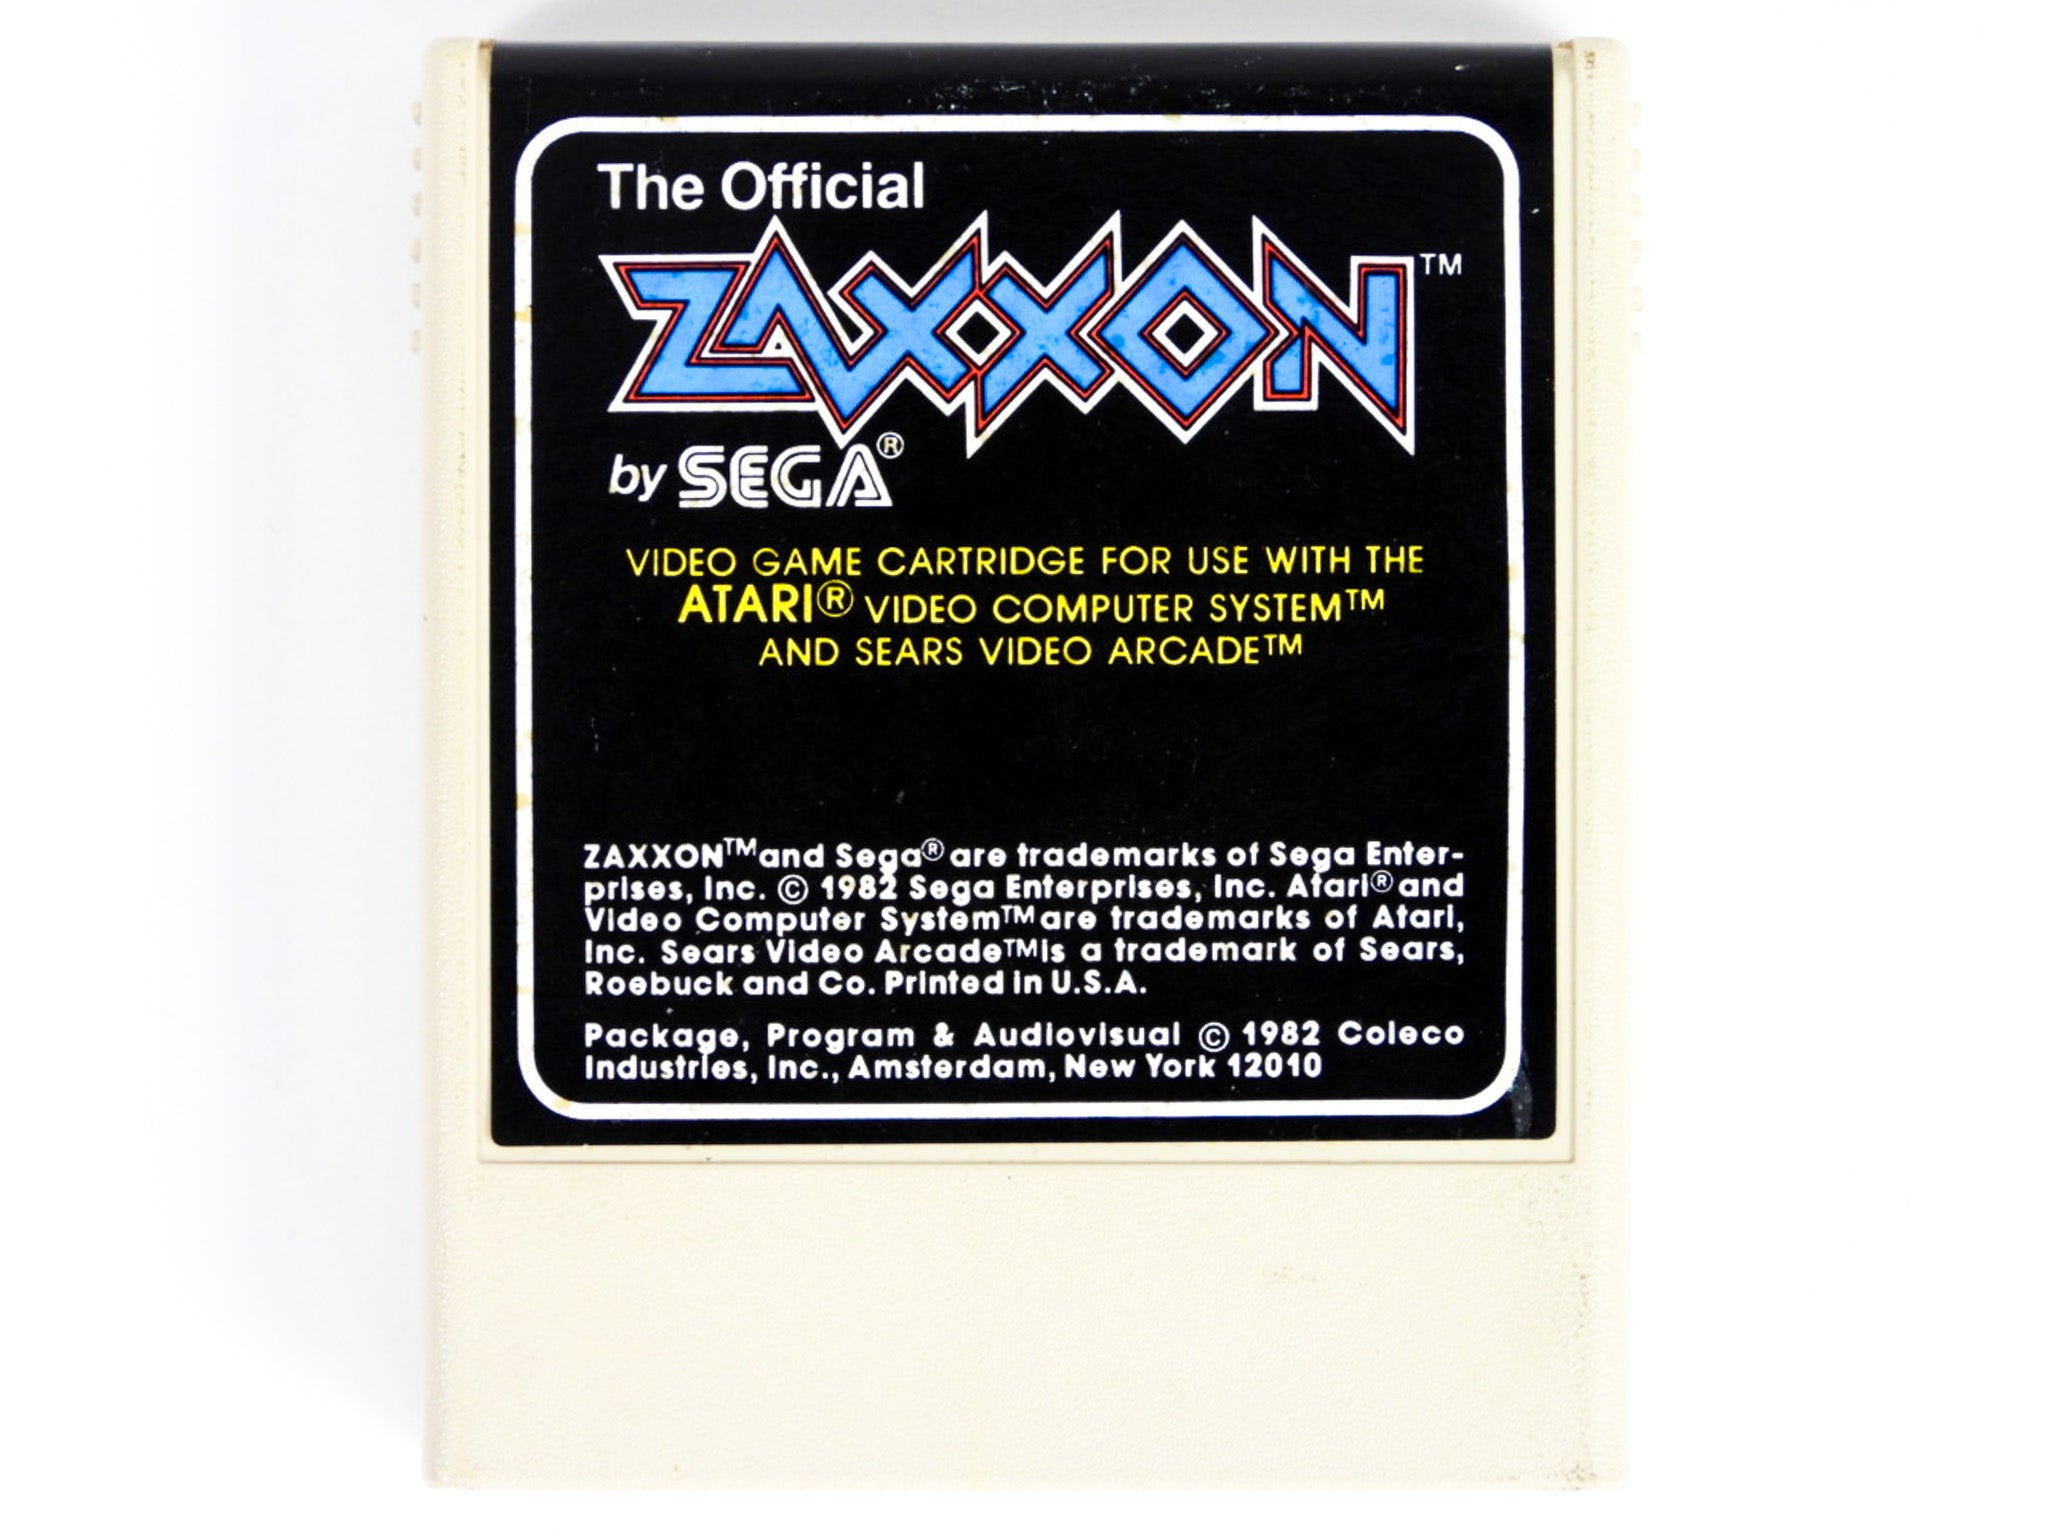 The Official
ZAXXON™
by SEGA®
VIDEO GAME CARTRIDGE FOR USE WITH THE
ATARI® VIDEO COMPUTER SYSTEM™
AND SEARS VIDEO ARCADE™
ZAXXON™ and Sega® are trademarks of Sega Enter-
prises, Inc. © 1982 Sega Enterprises, Inc. Atari® and
Video Computer System™ are trademarks of Atari,
Inc. Sears Video Arcade™ is a trademark of Sears,
Roebuck and Co. Printed in U.S.A.
Package, Program & Audiovisual © 1982 Coleco
Industries, Inc., Amsterdam, New York 12010